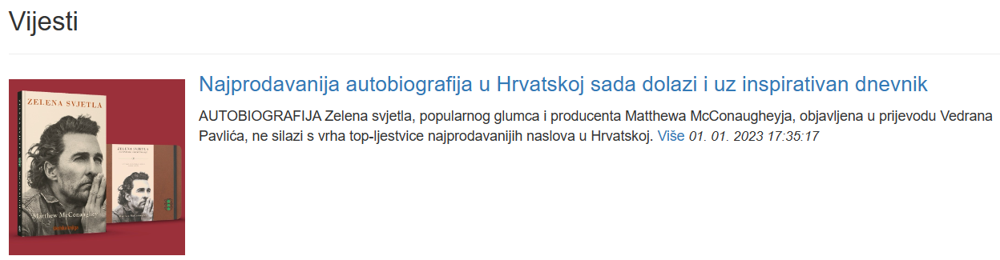 Vijesti
Najprodavanija autobiografija u Hrvatskoj sada dolazi i uz inspirativan dnevnik
AUTOBIOGRAFIJA Zelena svjetla, popularnog glumca i producenta Matthewa McConaugheyja, objavljena u prijevodu Vedrana
Pavlića, ne silazi s vrha top-ljestvice najprodavanijih naslova u Hrvatskoj. Više 01. 01. 2023 17:35:17
ZELENA SVJETLA
Matthew McConaughey
ZELENA SVJETLA